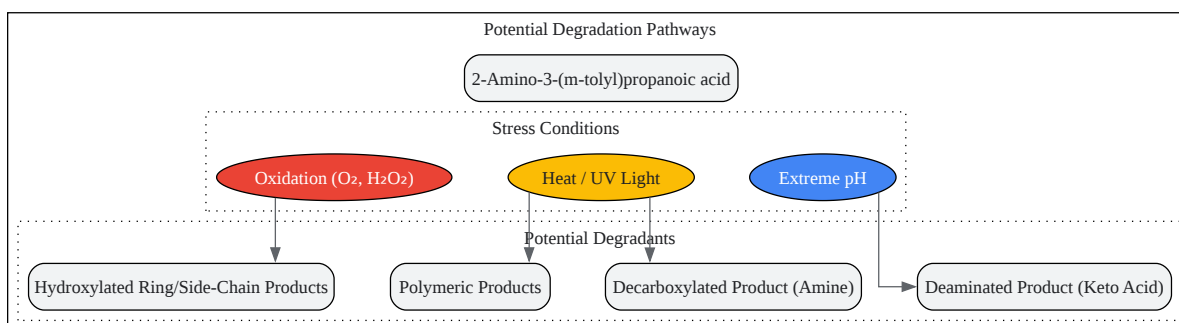 Potential Degradation Pathways
2-Amino-3-(m-tolyl)propanoic acid
Stress Conditions
Oxidation (O₂, H₂O₂)
Heat / UV Light
Extreme pH
Potential Degradants
Hydroxylated Ring/Side-Chain Products
Polymeric Products
Decarboxylated Product (Amine)
Deaminated Product (Keto Acid)